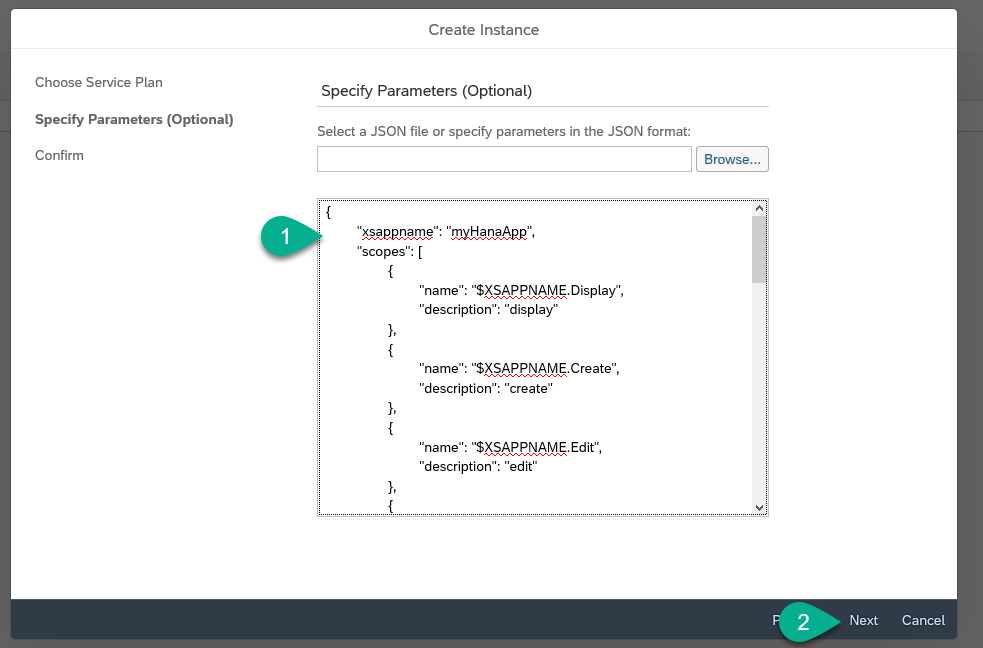 Create Instance
Choose Service Plan
Specify Parameters (Optional)
Confirm
Specify Parameters (Optional)
Select a JSON file or specify parameters in the JSON format:
Browse...
1
{
"xsappname": "myHanaApp",
"scopes": [
{
"name": "$XSAPPNAME.Display",
"description": "display"
},
{
"name": "$XSAPPNAME.Create",
"description": "create"
},
{
"name": "$XSAPPNAME.Edit",
"description": "edit"
},
{
2
Next
Cancel